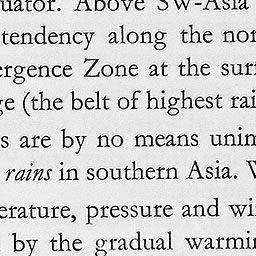 uator. Above SW-Asia
tendency along the nor
ergence Zone at the sur
ge (the belt of highest rai
s are by no means unim
rains in southern Asia. W
erature, pressure and wi
by the gradual warmin